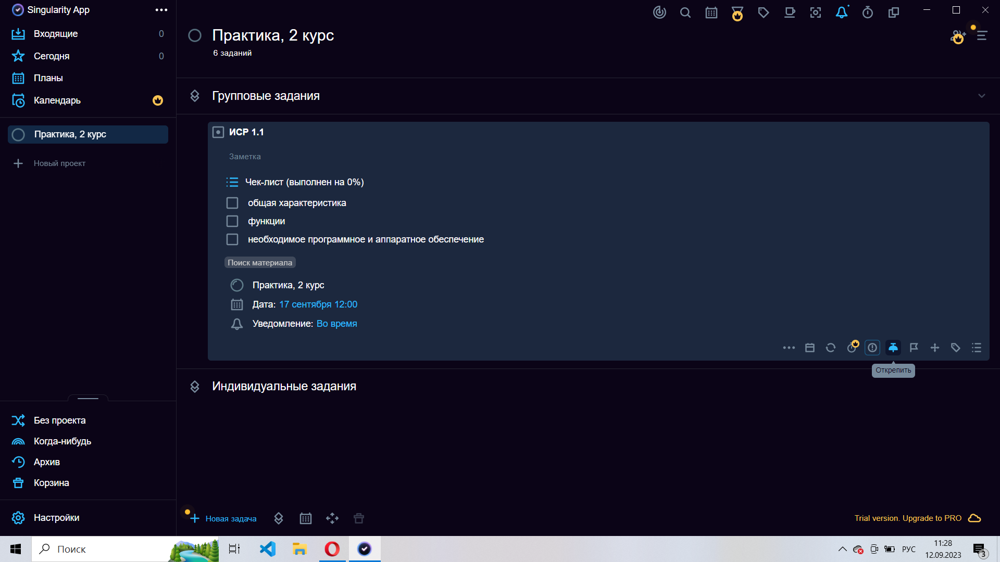 Singularity App
Входящие 0
Сегодня 0
Планы
Календарь
Практика, 2 курс
Новый проект
Без проекта
Когда-нибудь
Архив
Корзина
Настройки
Практика, 2 курс
6 заданий
Групповые задания
ИСР 1.1
Заметка
Чек-лист (выполнен на 0%)
общая характеристика
функции
необходимое программное и аппаратное обеспечение
Поиск материала
Практика, 2 курс
Дата: 17 сентября 12:00
Уведомление: Во время
Открепить
Индивидуальные задания
Новая задача
Trial version. Upgrade to PRO
Поиск
РУС
11:28
12.09.2023
3